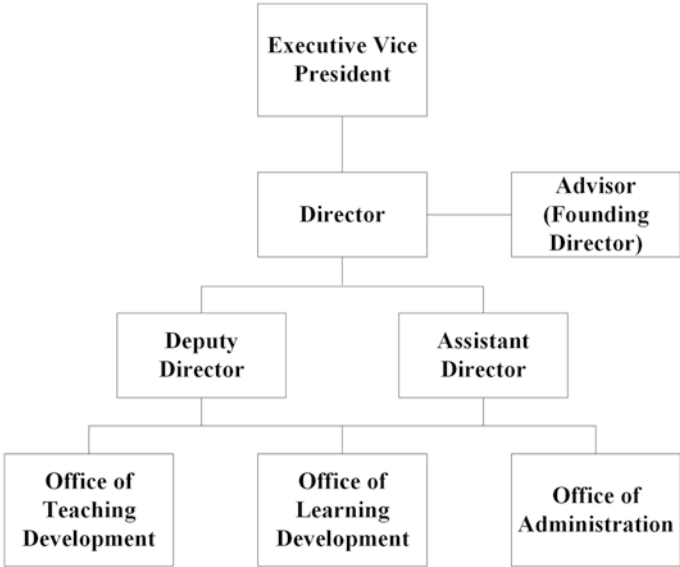 Executive Vice
President
Director
Advisor
(Founding
Director)
Deputy
Director
Assistant
Director
Office of
Teaching
Development
Office of
Learning
Development
Office of
Administration